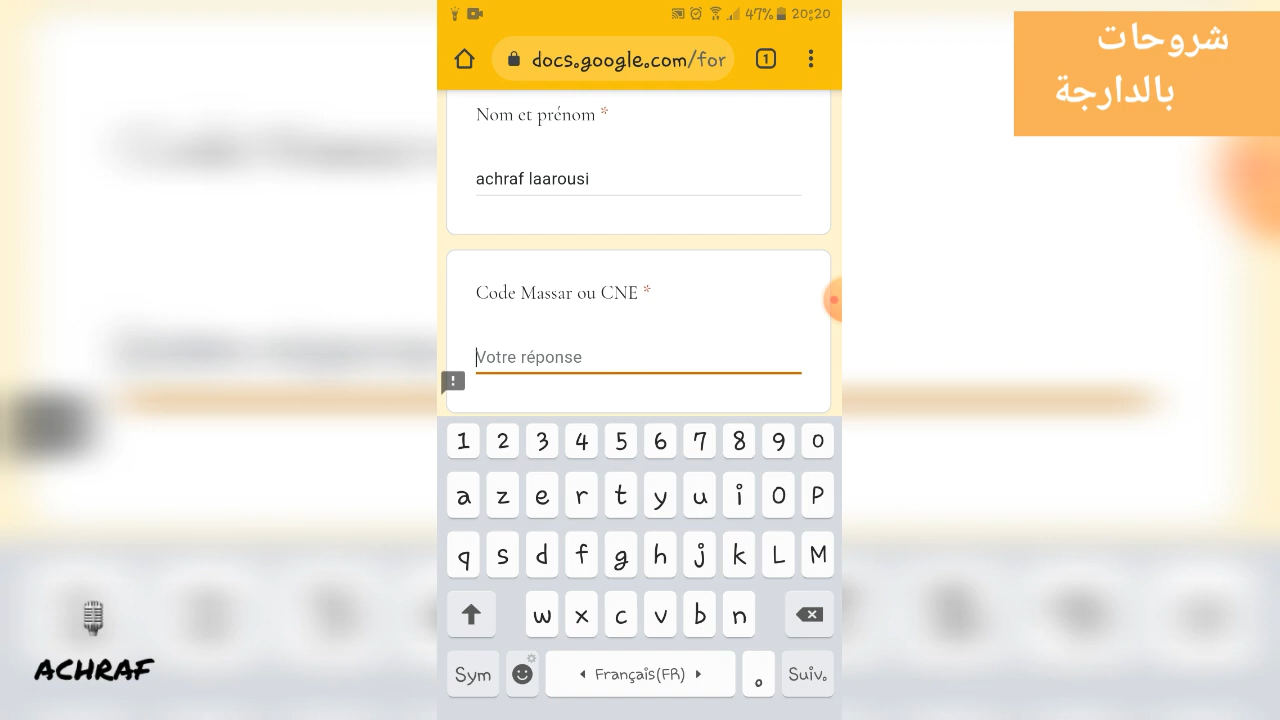 47% 20:20
docs.google.com/for
1
شروحات
بالدارجة
Nom et prénom *
achraf laarousi
Code Massar ou CNE *
Votre réponse
1 2 3 4 5 6 7 8 9 0
a z e r t y u i O P
q s d f g h j k L M
w x c v b n
Sym Français(FR) . Suiv.
ACHRAF